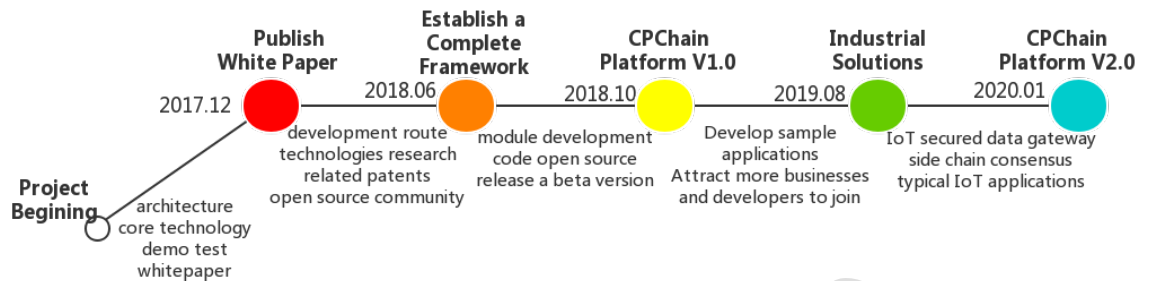 Project
Begining
architecture
core technology
demo test
whitepaper
Publish
White Paper
2017.12
development route
technologies research
related patents
open source community
Establish a
Complete
Framework
2018.06
module development
code open source
release a beta version
CPChain
Platform V1.0
2018.10
Develop sample
applications
Attract more businesses
and developers to join
Industrial
Solutions
2019.08
IoT secured data gateway
side chain consensus
typical IoT applications
CPChain
Platform V2.0
2020.01